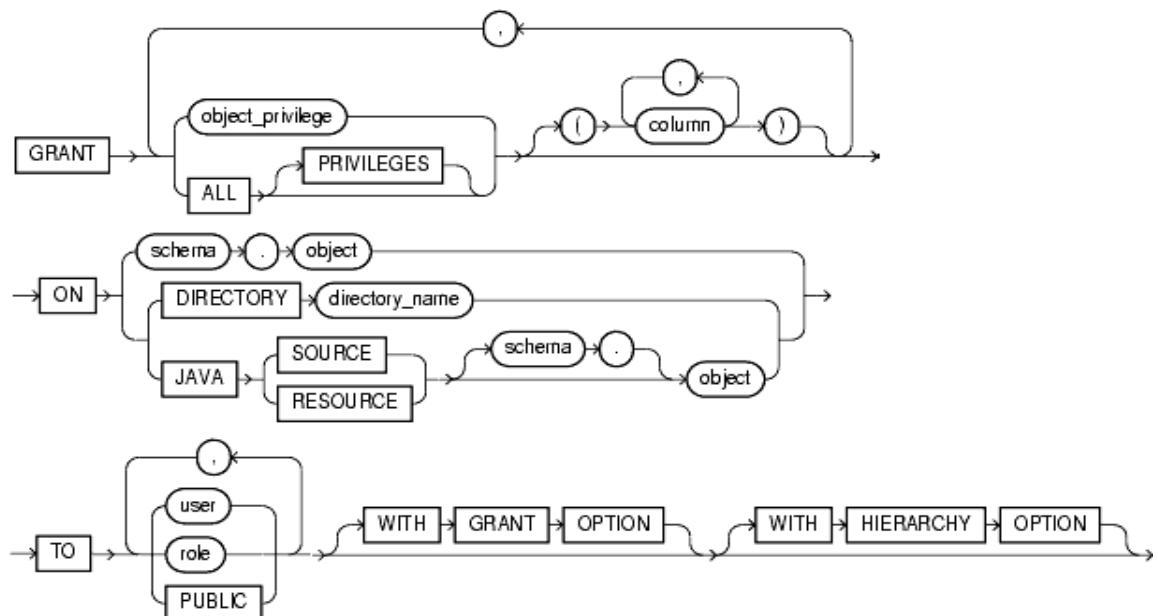 ,
,
object_privilege ( column )
GRANT PRIVILEGES
ALL
schema . object
ON DIRECTORY directory_name
SOURCE schema .
JAVA object
RESOURCE
,
user WITH GRANT OPTION WITH HIERARCHY OPTION
TO role
PUBLIC